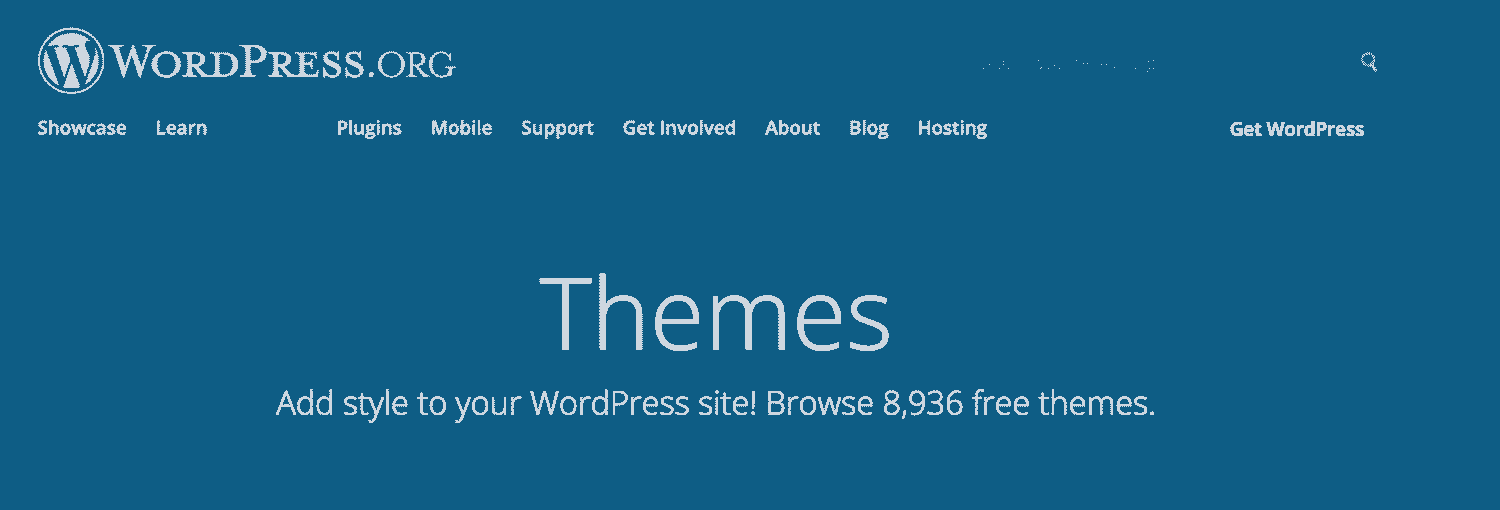 WORDPRESS.ORG
Showcase Learn Plugins Mobile Support Get Involved About Blog Hosting Get WordPress
Themes
Add style to your WordPress site! Browse 8,936 free themes.